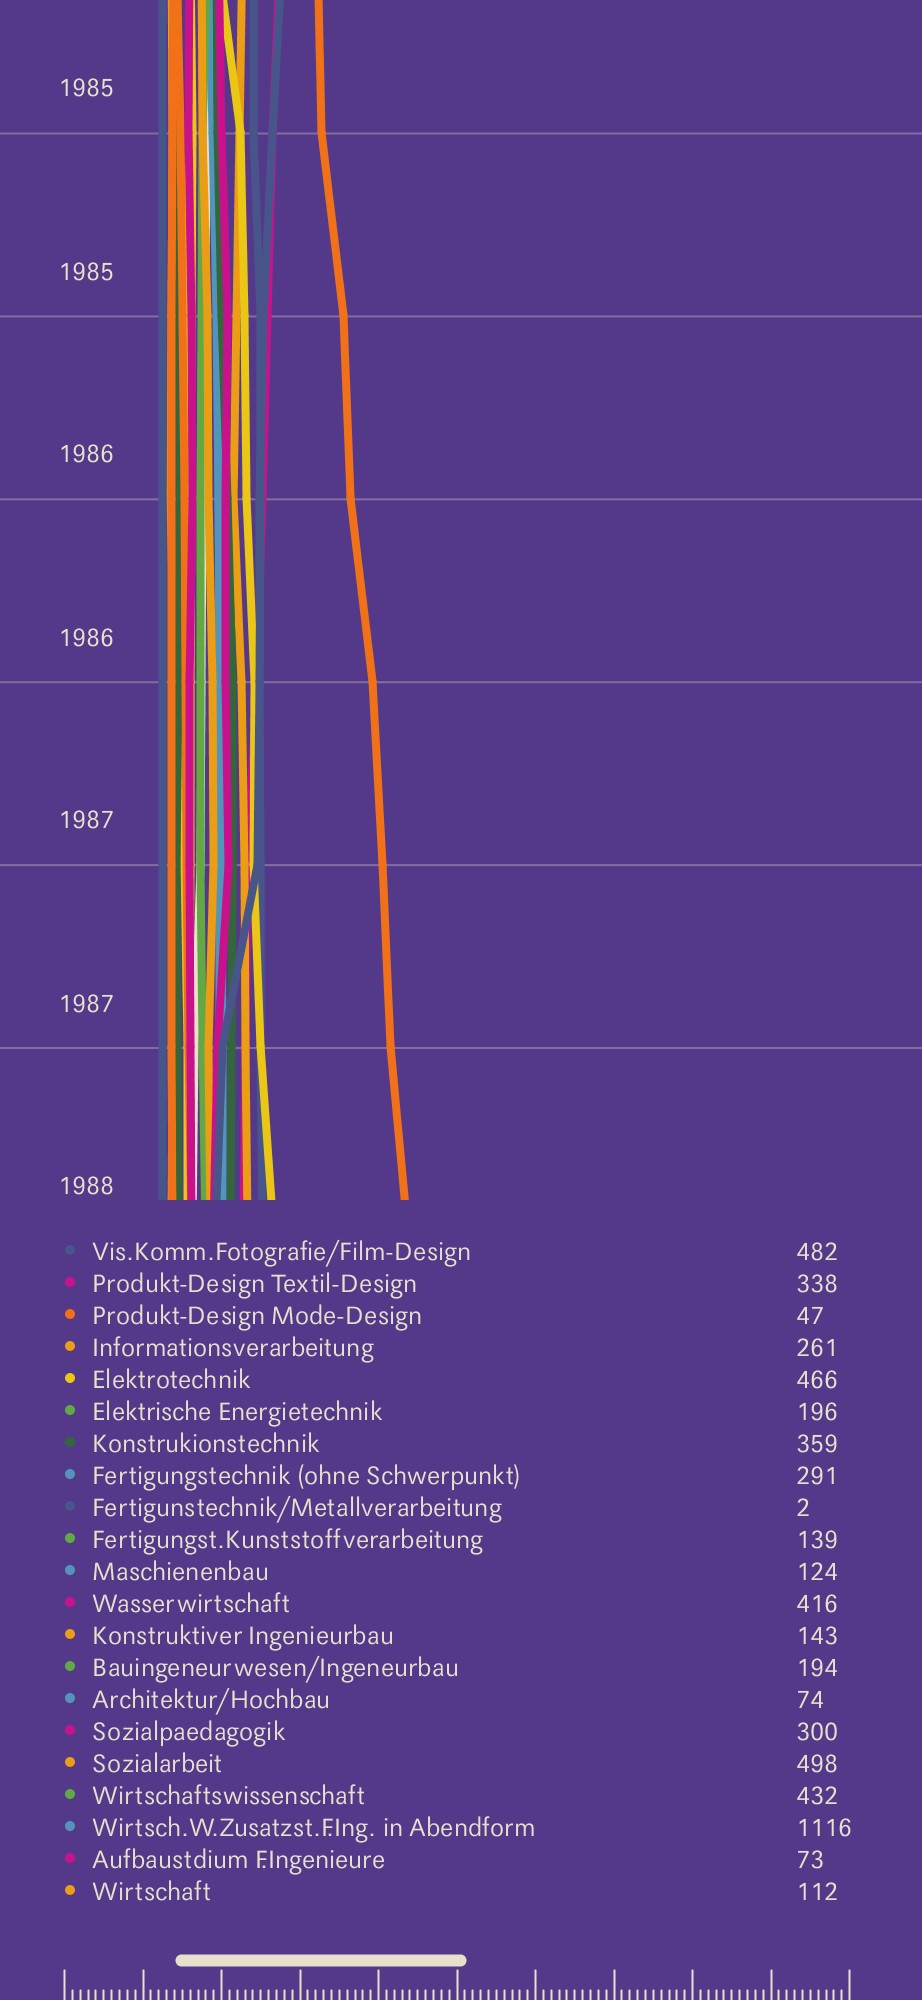 1985
1985
1986
1986
1987
1987
1988
Vis.Komm.Fotografie/Film-Design 482
Produkt-Design Textil-Design 338
Produkt-Design Mode-Design 47
Informationsverarbeitung 261
Elektrotechnik 466
Elektrische Energietechnik 196
Konstrukionstechnik 359
Fertigungstechnik (ohne Schwerpunkt) 291
Fertigunstechnik/Metallverarbeitung 2
Fertigungst.Kunststoffverarbeitung 139
Maschienenbau 124
Wasserwirtschaft 416
Konstruktiver Ingenieurbau 143
Bauingeneurwesen/Ingeneurbau 194
Architektur/Hochbau 74
Sozialpaedagogik 300
Sozialarbeit 498
Wirtschaftswissenschaft 432
Wirtsch.W.Zusatzst.F.Ing. in Abendform 1116
Aufbaustdium F.Ingenieure 73
Wirtschaft 112